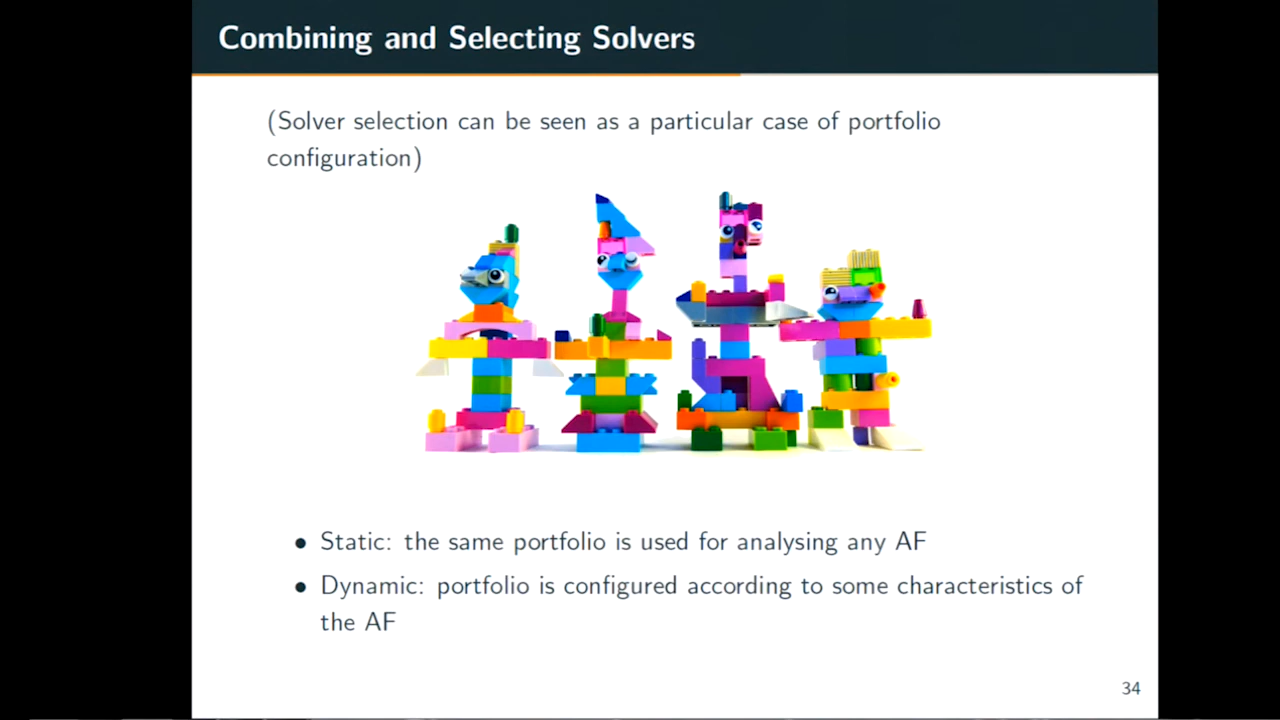 Combining and Selecting Solvers
(Solver selection can be seen as a particular case of portfolio
configuration)
• Static: the same portfolio is used for analysing any AF
• Dynamic: portfolio is configured according to some characteristics of
the AF
34